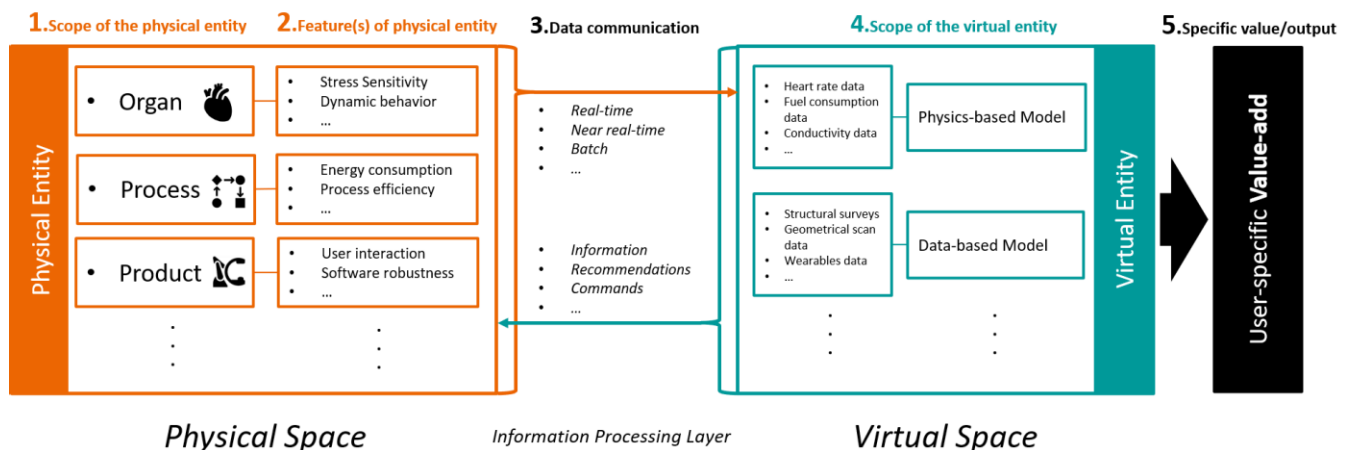 1.Scope of the physical entity
2.Feature(s) of physical entity
3.Data communication
4.Scope of the virtual entity
5.Specific value/output
Physical Entity
• Organ
• Stress Sensitivity
• Dynamic behavior
• ...
• Process
• Energy consumption
• Process efficiency
• ...
• Product
• User interaction
• Software robustness
• ...
• Real-time
• Near real-time
• Batch
• ...
• Information
• Recommendations
• Commands
• ...
• Heart rate data
• Fuel consumption
data
• Conductivity data
• ...
Physics-based Model
• Structural surveys
• Geometrical scan
data
• Wearables data
• ...
Data-based Model
Virtual Entity
User-specific Value-add
Physical Space
Information Processing Layer
Virtual Space